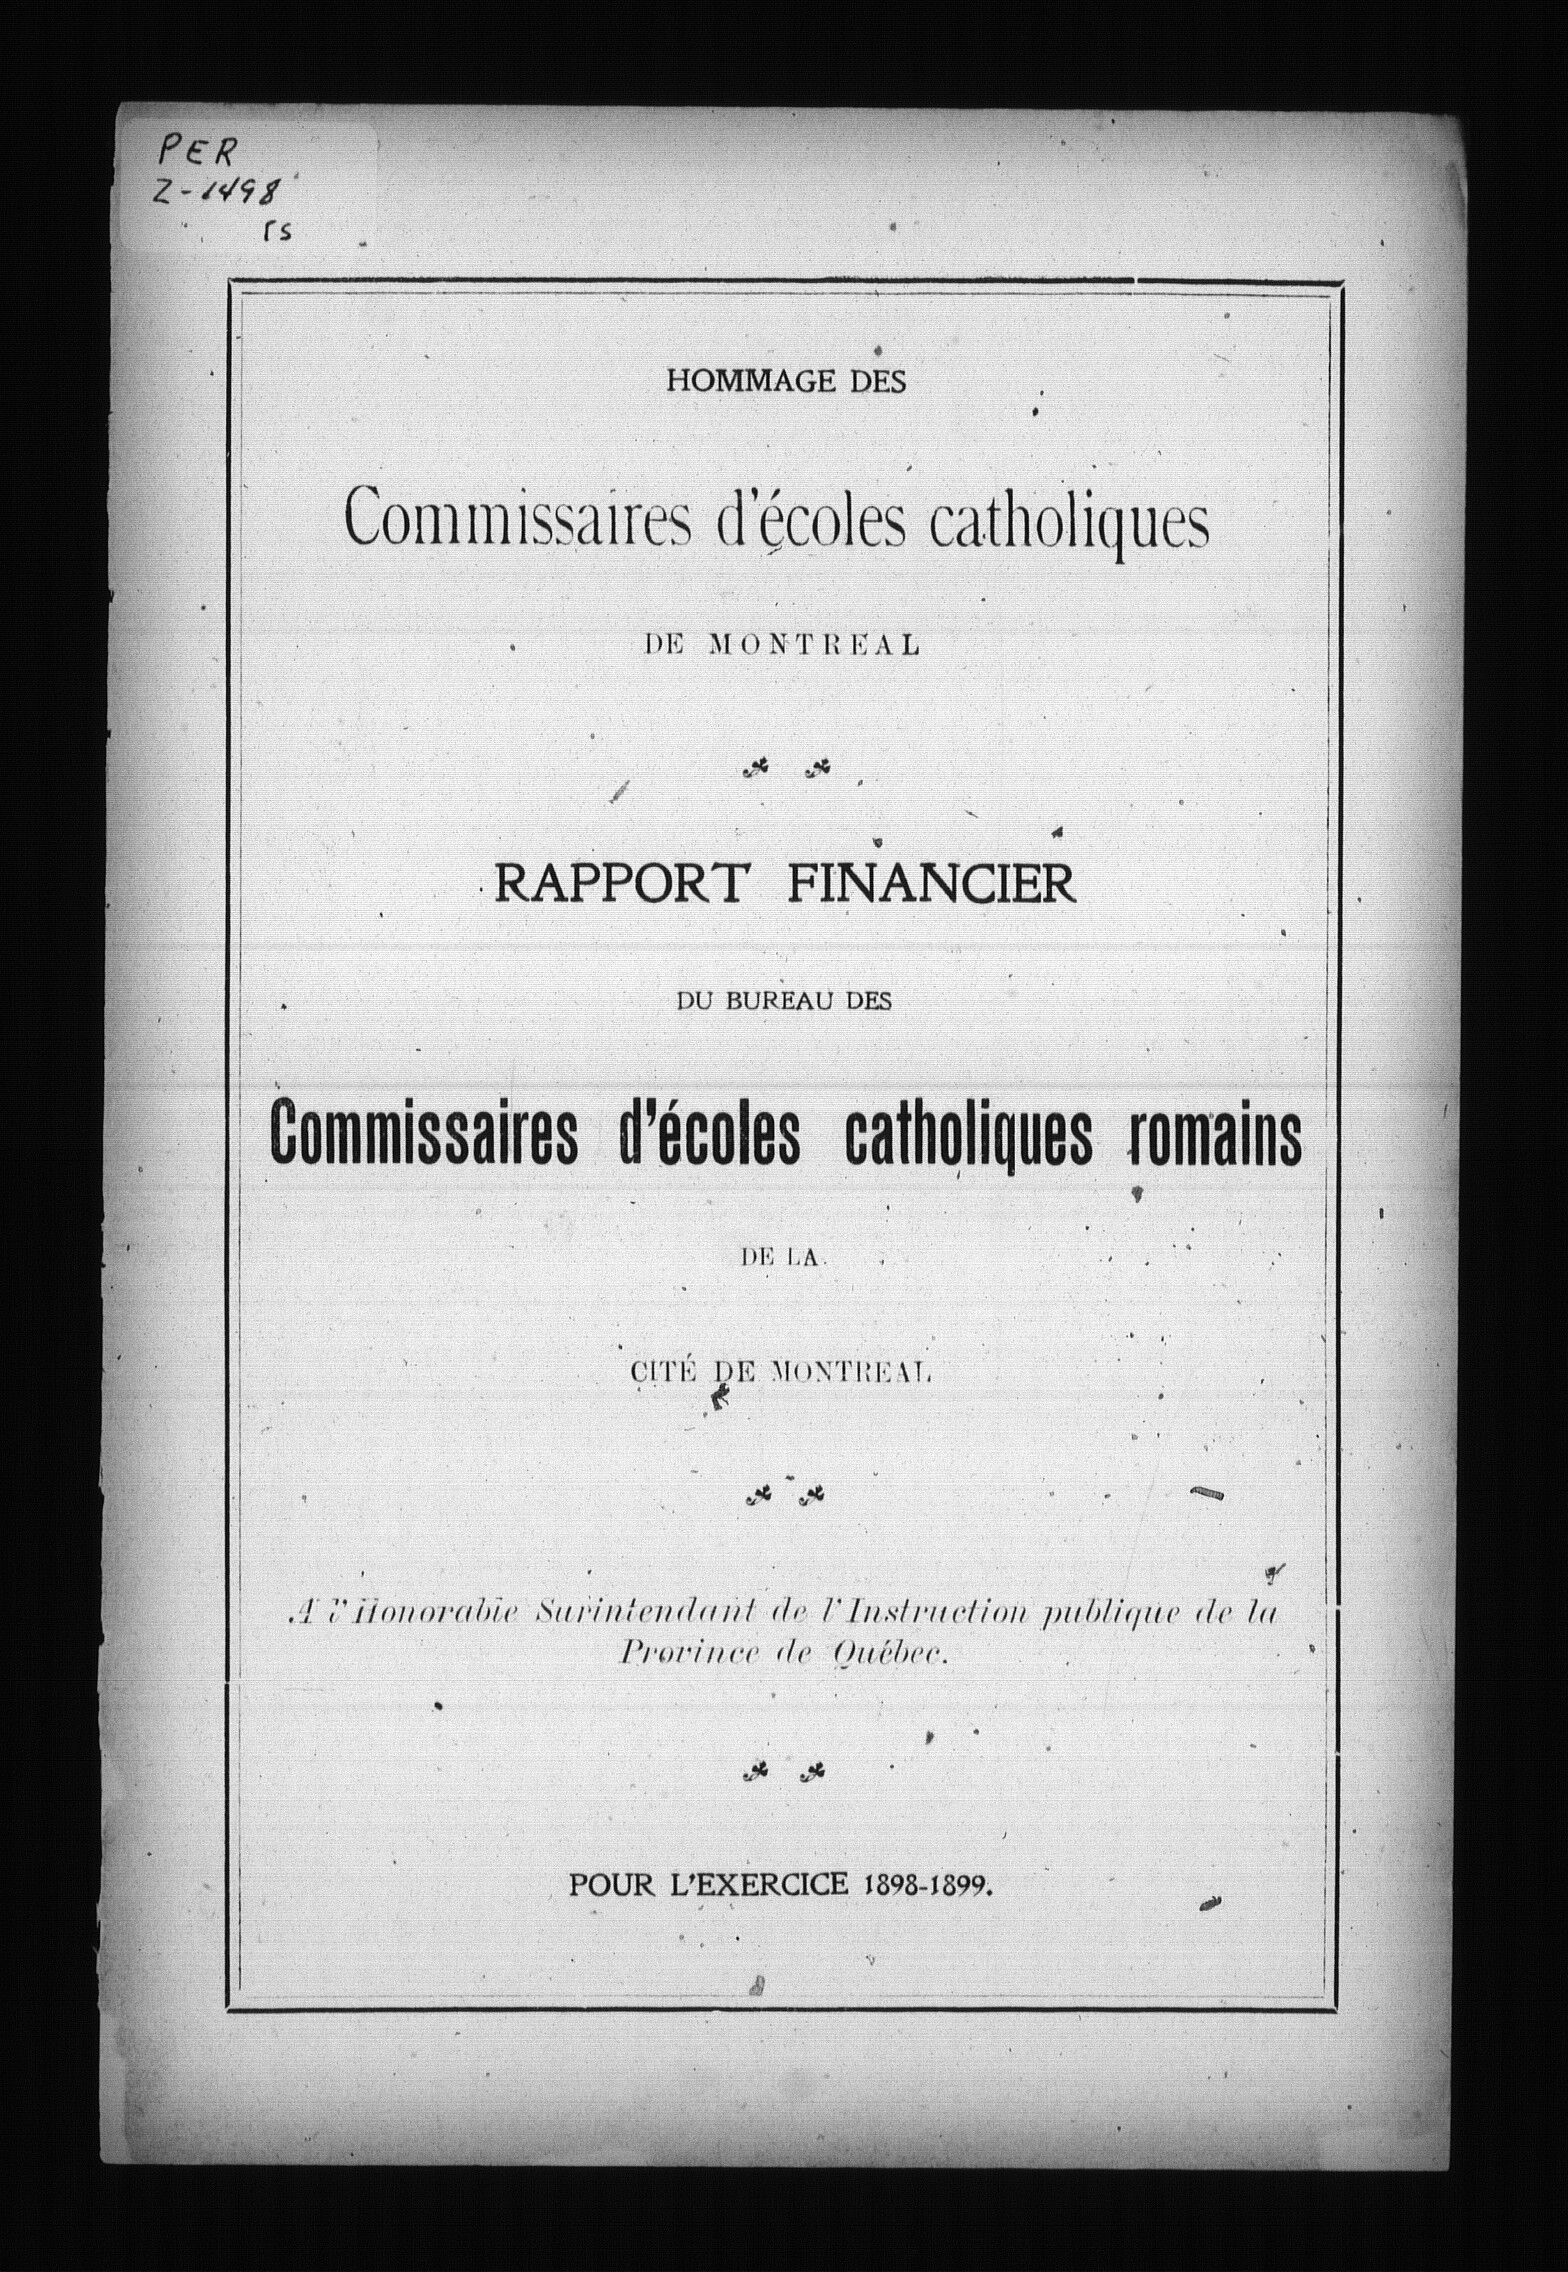 PER
Z-1498
rs
HOMMAGE DES
Commissaires d'écoles catholiques
DE MONTREAL
RAPPORT FINANCIER
DU BUREAU DES
Commissaires d'écoles catholiques romains
DE LA
CITÉ DE MONTREAL
A l'Honorable Surintendant de l'Instruction publique de la
Province de Québec.
POUR L'EXERCICE 1898-1899.